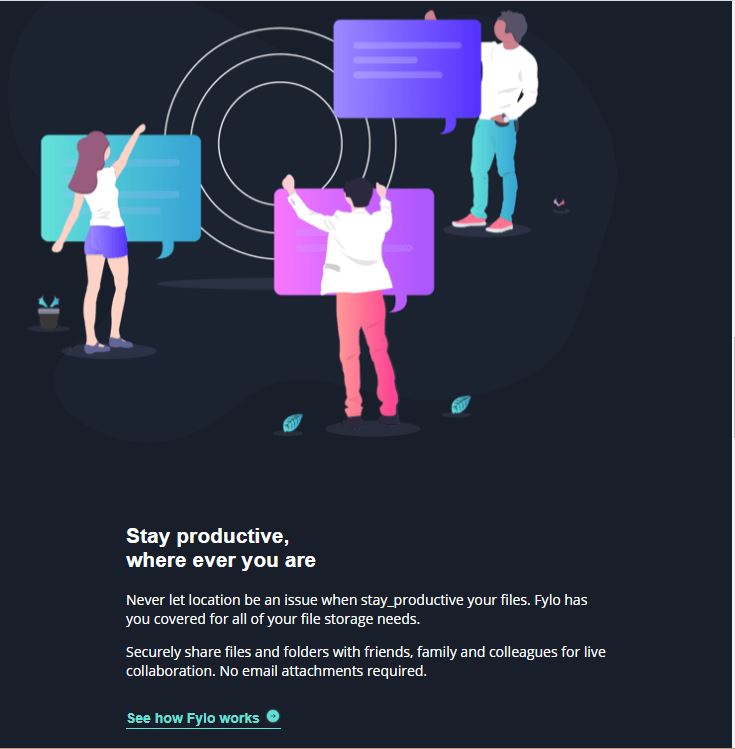 Stay productive,
where ever you are
Never let location be an issue when stay_productive your files. Fylo has
you covered for all of your file storage needs.
Securely share files and folders with friends, family and colleagues for live
collaboration. No email attachments required.
See how Fylo works